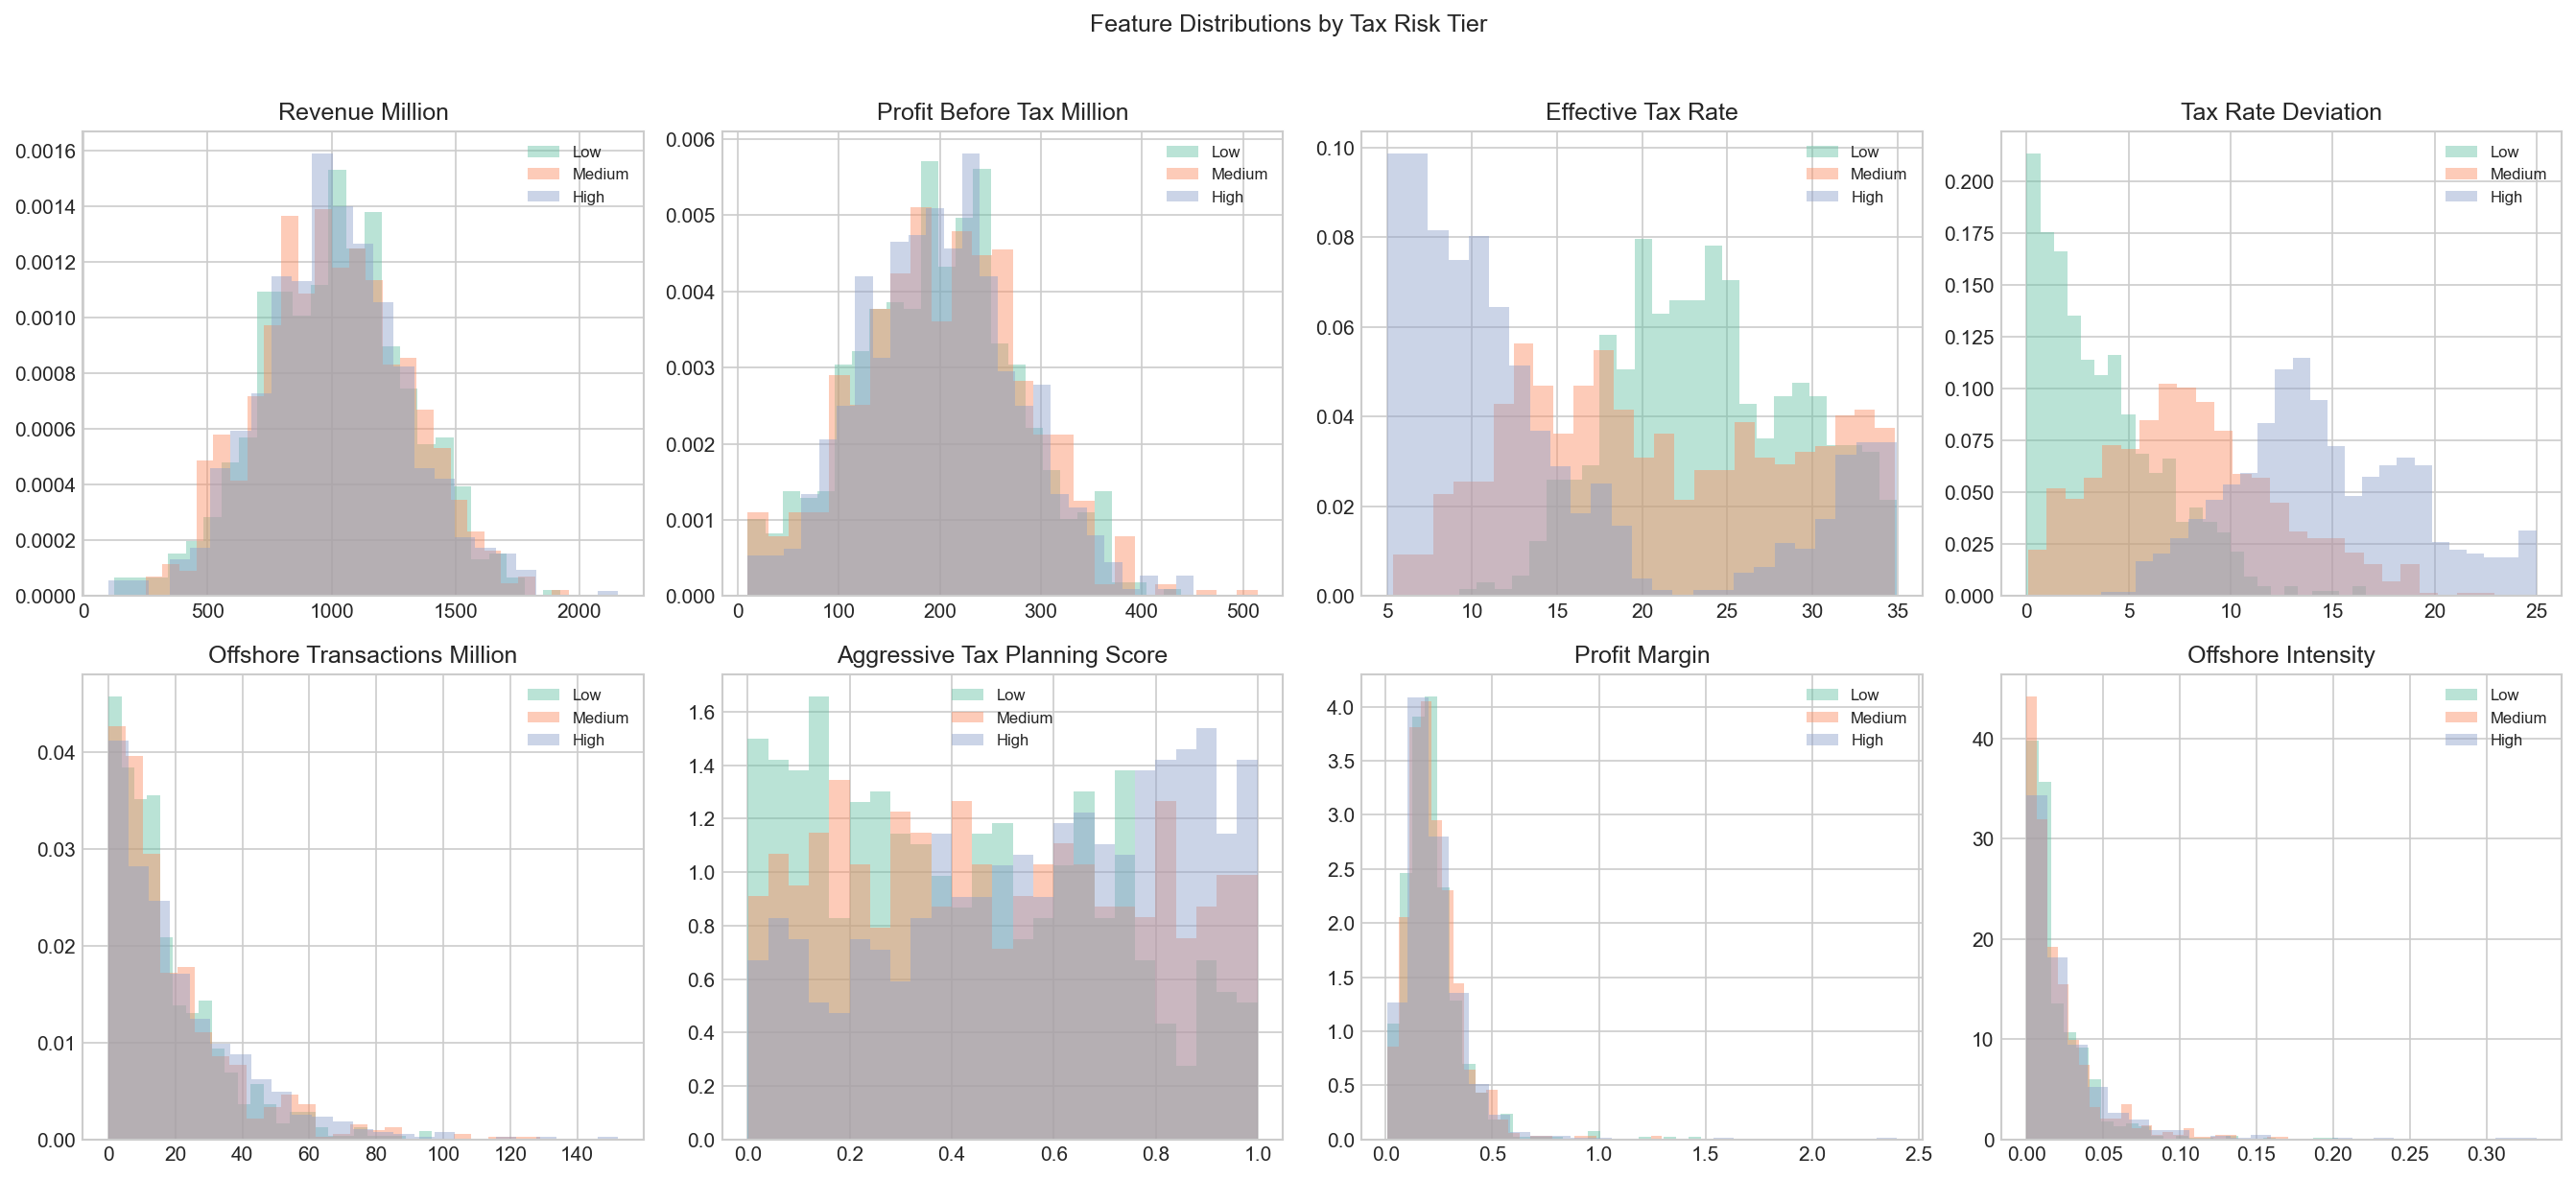 Feature Distributions by Tax Risk Tier
Revenue Million
0.0016
0.0014
0.0012
0.0010
0.0008
0.0006
0.0004
0.0002
0.0000
0 500 1000 1500 2000
Low
Medium
High
Profit Before Tax Million
0.006
0.005
0.004
0.003
0.002
0.001
0.000
0 100 200 300 400 500
Low
Medium
High
Effective Tax Rate
0.10
0.08
0.06
0.04
0.02
0.00
5 10 15 20 25 30 35
Low
Medium
High
Tax Rate Deviation
0.200
0.175
0.150
0.125
0.100
0.075
0.050
0.025
0.000
0 5 10 15 20 25
Low
Medium
High
Offshore Transactions Million
0.04
0.03
0.02
0.01
0.00
0 20 40 60 80 100 120 140
Low
Medium
High
Aggressive Tax Planning Score
1.6
1.4
1.2
1.0
0.8
0.6
0.4
0.2
0.0
0.0 0.2 0.4 0.6 0.8 1.0
Low
Medium
High
Profit Margin
4.0
3.5
3.0
2.5
2.0
1.5
1.0
0.5
0.0
0.0 0.5 1.0 1.5 2.0 2.5
Low
Medium
High
Offshore Intensity
40
30
20
10
0
0.00 0.05 0.10 0.15 0.20 0.25 0.30
Low
Medium
High